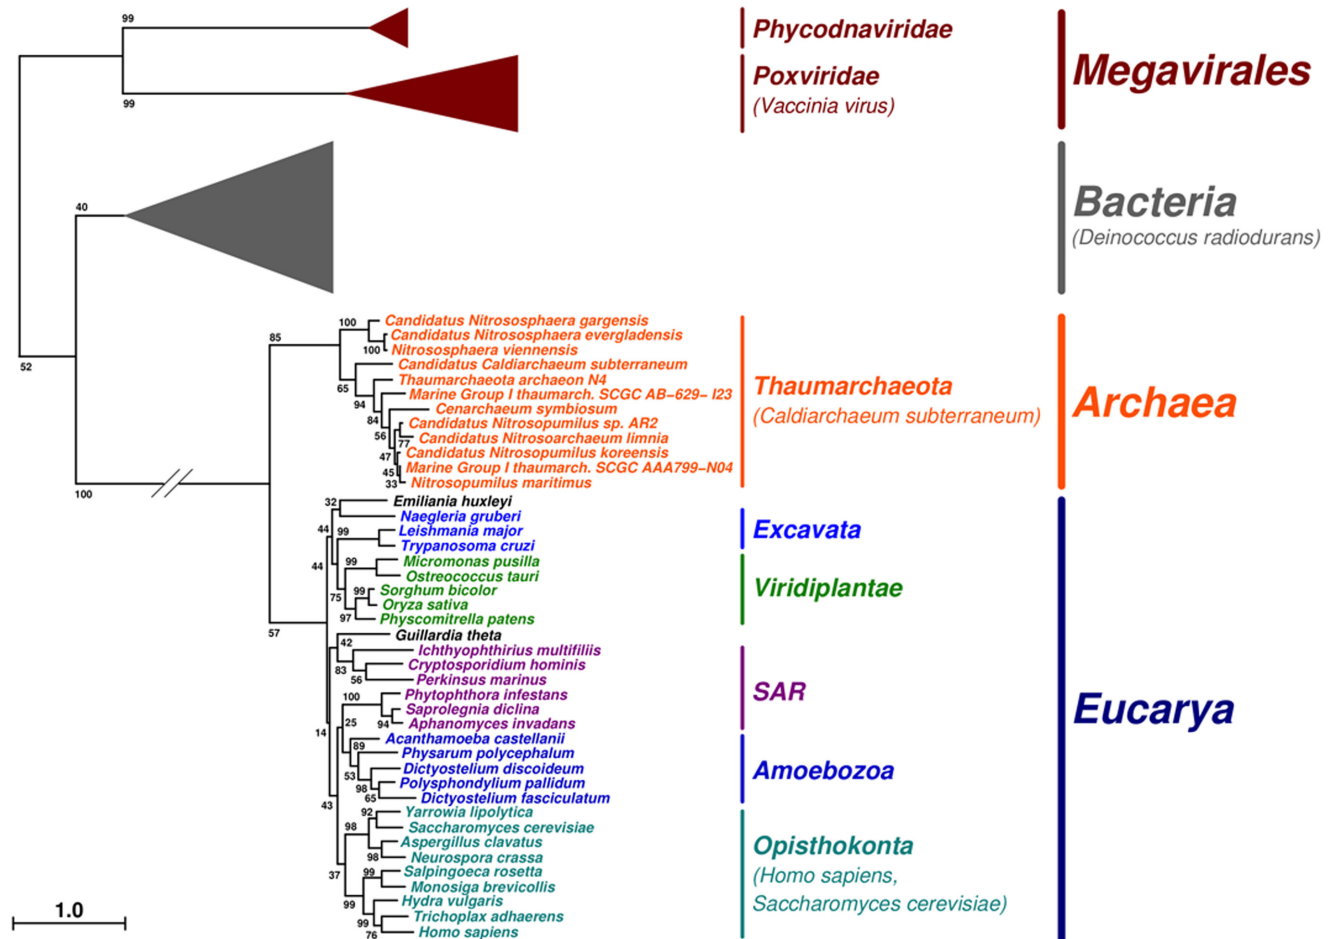 99
Phycodnaviridae
Megavirales
Poxviridae
(Vaccinia virus)
99
40
Bacteria
(Deinococcus radiodurans)
52
100
85
100
Candidatus Nitrososphaera gargensis
Candidatus Nitrososphaera evergladensis
100
Nitrososphaera viennensis
Candidatus Caldiarchaeum subterraneum
65
Thaumarchaeota archaeon N4
94
Marine Group I thaumarch. SCGC AB-629- I23
84
Cenarchaeum symbiosum
56
Candidatus Nitrosopumilus sp. AR2
77
Candidatus Nitrosoarchaeum limnia
47
Candidatus Nitrosopumilus koreensis
45
Marine Group I thaumarch. SCGC AAA799-N04
33
Nitrosopumilus maritimus
Thaumarchaeota
(Caldiarchaeum subterraneum)
Archaea
57
32
Emiliania huxleyi
Naegleria gruberi
44
99
Leishmania major
Trypanosoma cruzi
Excavata
44
99
Micromonas pusilla
Ostreococcus tauri
75
99
Sorghum bicolor
Oryza sativa
97
Physcomitrella patens
Viridiplantae
Guillardia theta
42
Ichthyophthirius multifiliis
83
Cryptosporidium hominis
56
Perkinsus marinus
100
Phytophthora infestans
25
Saprolegnia diclina
94
Aphanomyces invadans
SAR
14
Acanthamoeba castellanii
89
Physarum polycephalum
53
Dictyostelium discoideum
98
Polysphondylium pallidum
65
Dictyostelium fasciculatum
Amoebozoa
43
92
Yarrowia lipolytica
98
Saccharomyces cerevisiae
Aspergillus clavatus
98
Neurospora crassa
37
99
Salpingoeca rosetta
Monosiga brevicollis
99
Hydra vulgaris
99
Trichoplax adhaerens
76
Homo sapiens
Opisthokonta
(Homo sapiens,
Saccharomyces cerevisiae)
Eucarya
1.0